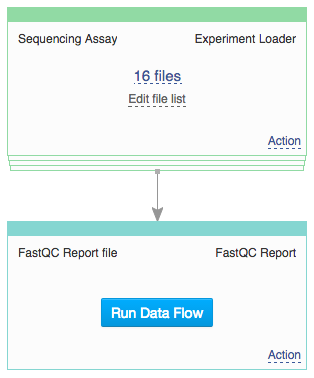 Sequencing Assay Experiment Loader
16 files
Edit file list
Action
FastQC Report file FastQC Report
Run Data Flow
Action